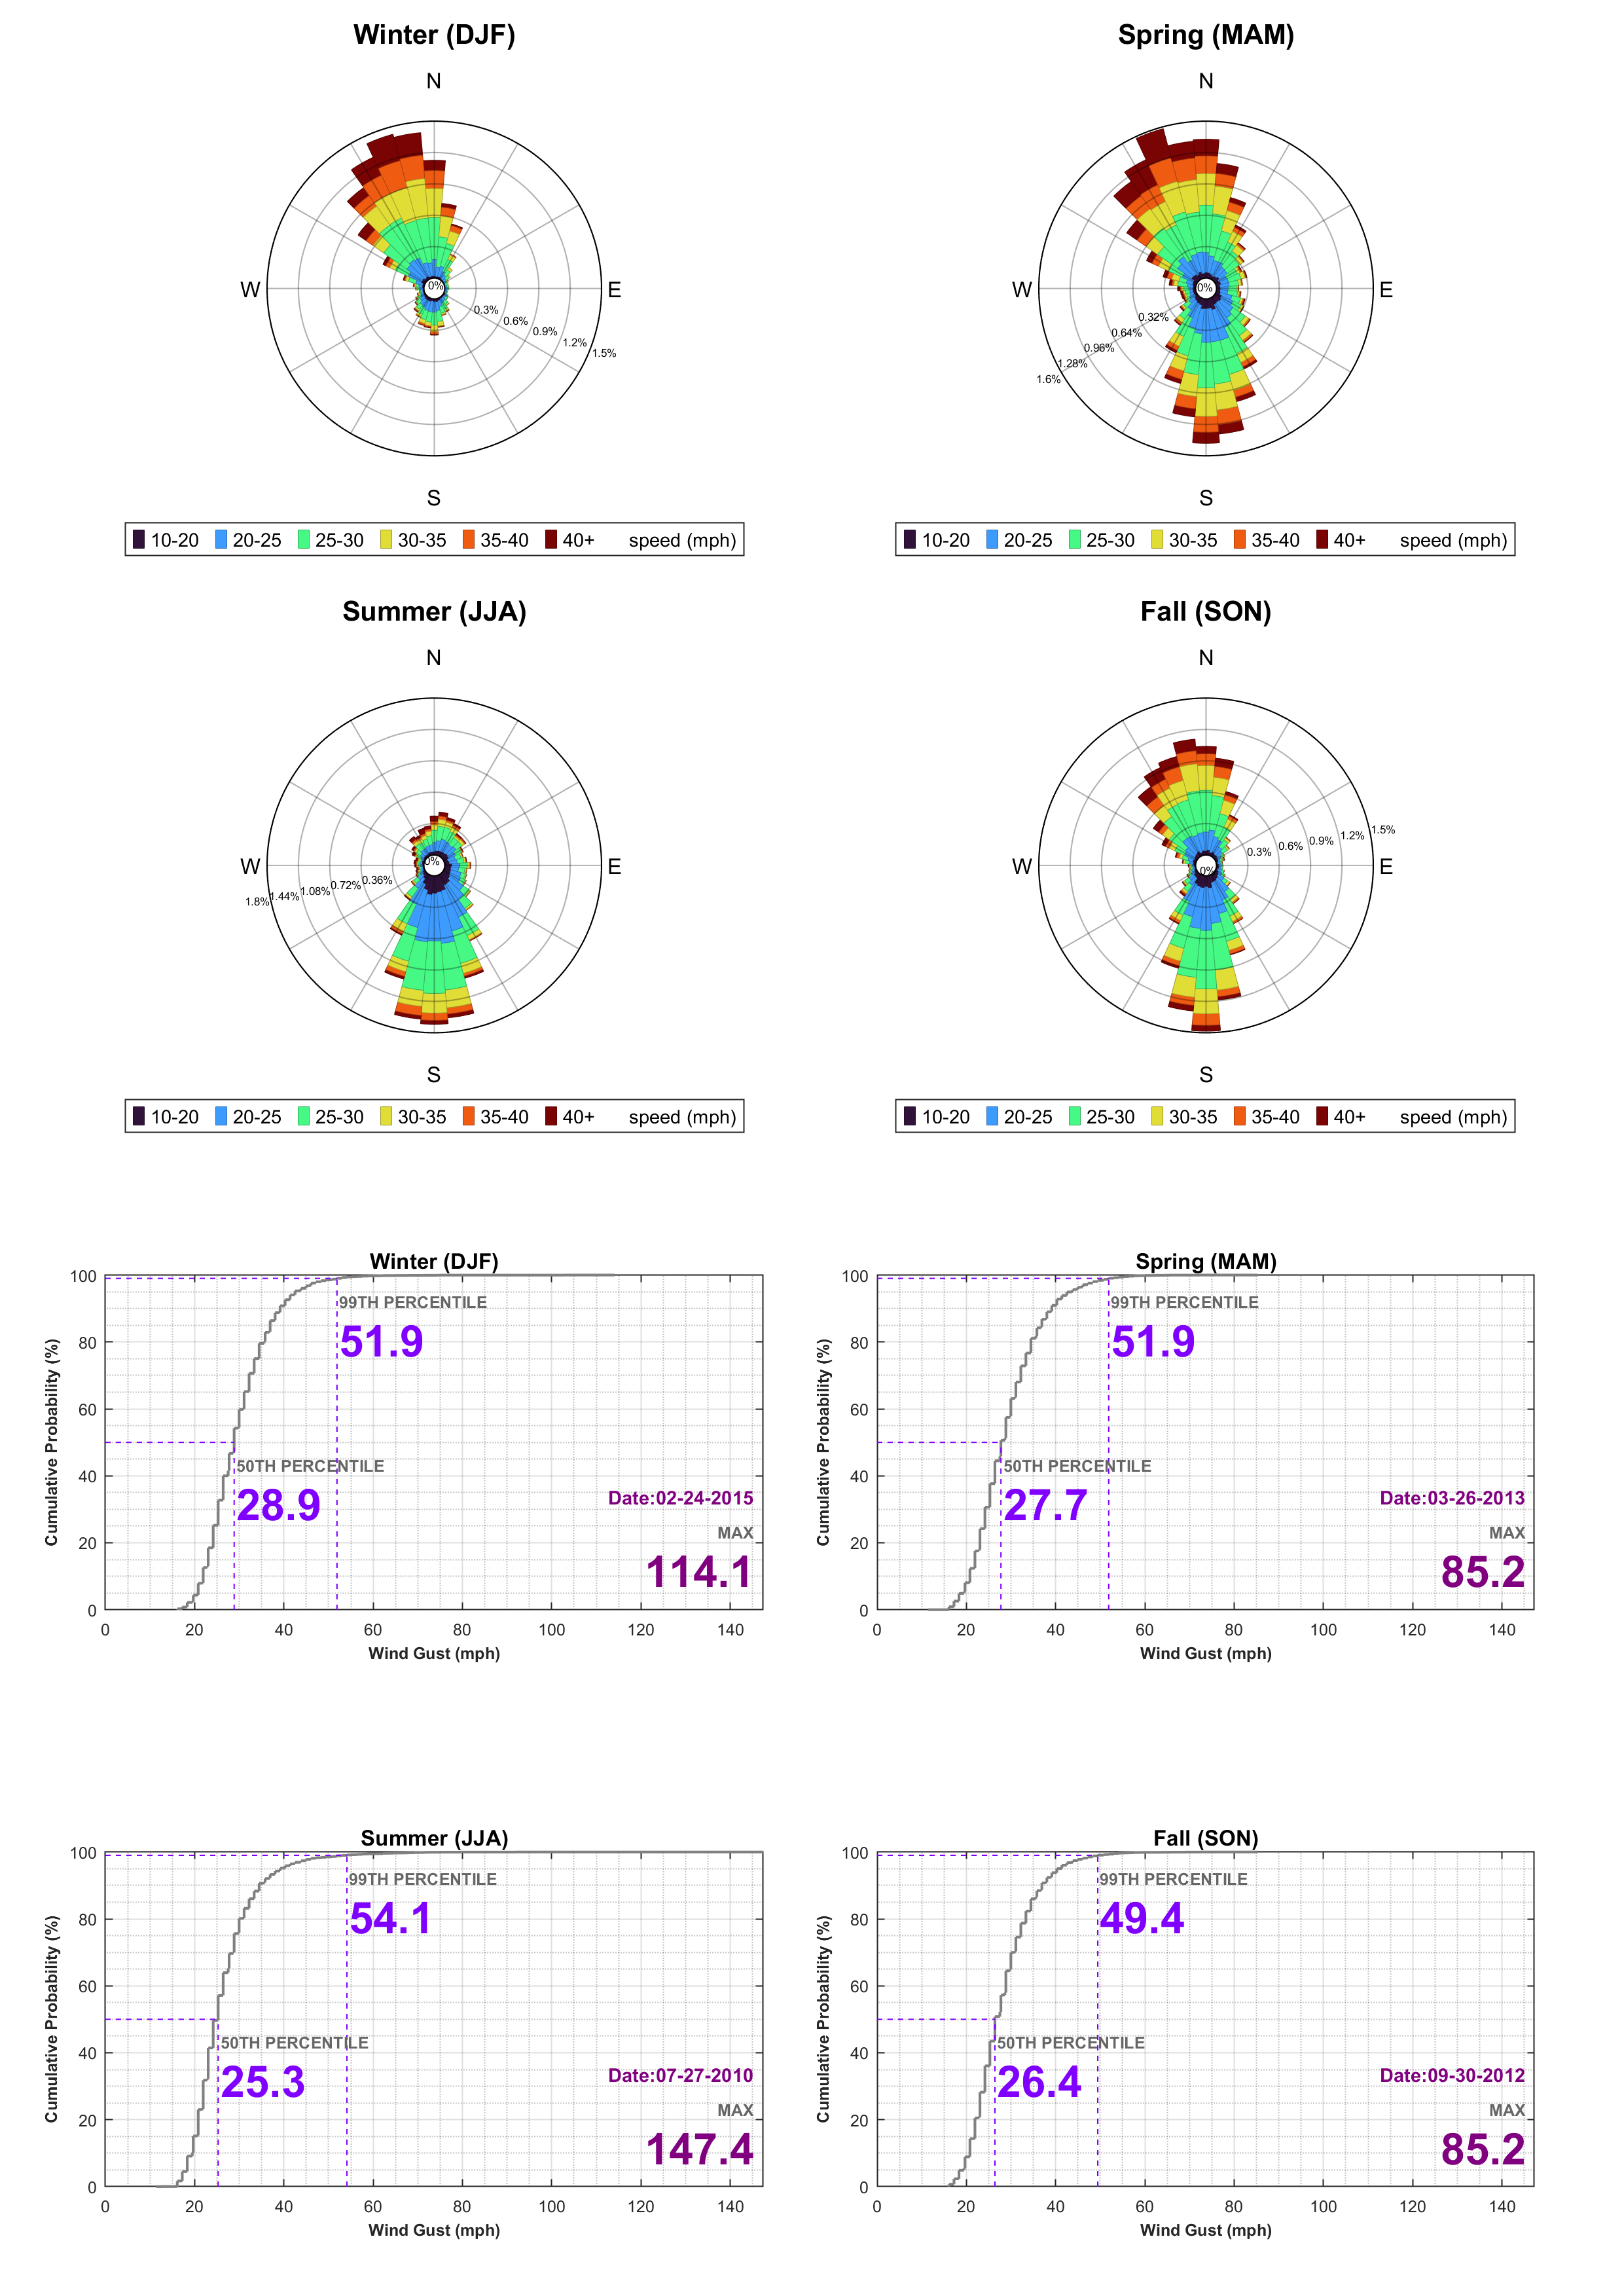 Winter (DJF)
N
W
E
0%
0.3%
0.6%
0.9%
1.2%
1.5%
S
10-20 20-25 25-30 30-35 35-40 40+ speed (mph)
Spring (MAM)
N
W
E
0%
0.32%
0.64%
0.96%
1.28%
1.6%
S
10-20 20-25 25-30 30-35 35-40 40+ speed (mph)
Summer (JJA)
N
W
E
0%
0.36%
0.72%
1.08%
1.44%
1.8%
S
10-20 20-25 25-30 30-35 35-40 40+ speed (mph)
Fall (SON)
N
W
E
0%
0.3%
0.6%
0.9%
1.2%
1.5%
S
10-20 20-25 25-30 30-35 35-40 40+ speed (mph)
Winter (DJF)
Cumulative Probability (%)
100
80
60
40
20
0
99TH PERCENTILE
51.9
50TH PERCENTILE
28.9
Date:02-24-2015
MAX
114.1
0 20 40 60 80 100 120 140
Wind Gust (mph)
Spring (MAM)
Cumulative Probability (%)
100
80
60
40
20
0
99TH PERCENTILE
51.9
50TH PERCENTILE
27.7
Date:03-26-2013
MAX
85.2
0 20 40 60 80 100 120 140
Wind Gust (mph)
Summer (JJA)
Cumulative Probability (%)
100
80
60
40
20
0
99TH PERCENTILE
54.1
50TH PERCENTILE
25.3
Date:07-27-2010
MAX
147.4
0 20 40 60 80 100 120 140
Wind Gust (mph)
Fall (SON)
Cumulative Probability (%)
100
80
60
40
20
0
99TH PERCENTILE
49.4
50TH PERCENTILE
26.4
Date:09-30-2012
MAX
85.2
0 20 40 60 80 100 120 140
Wind Gust (mph)